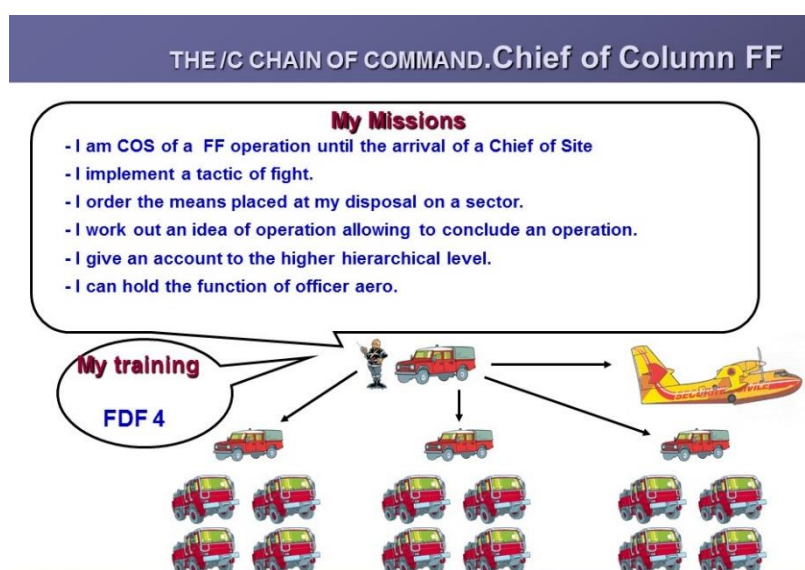 THE /C CHAIN OF COMMAND.Chief of Column FF
My Missions
- I am COS of a FF operation until the arrival of a Chief of Site
- I implement a tactic of fight.
- I order the means placed at my disposal on a sector.
- I work out an idea of operation allowing to conclude an operation.
- I give an account to the higher hierarchical level.
- I can hold the function of officer aero.
My training
FDF 4